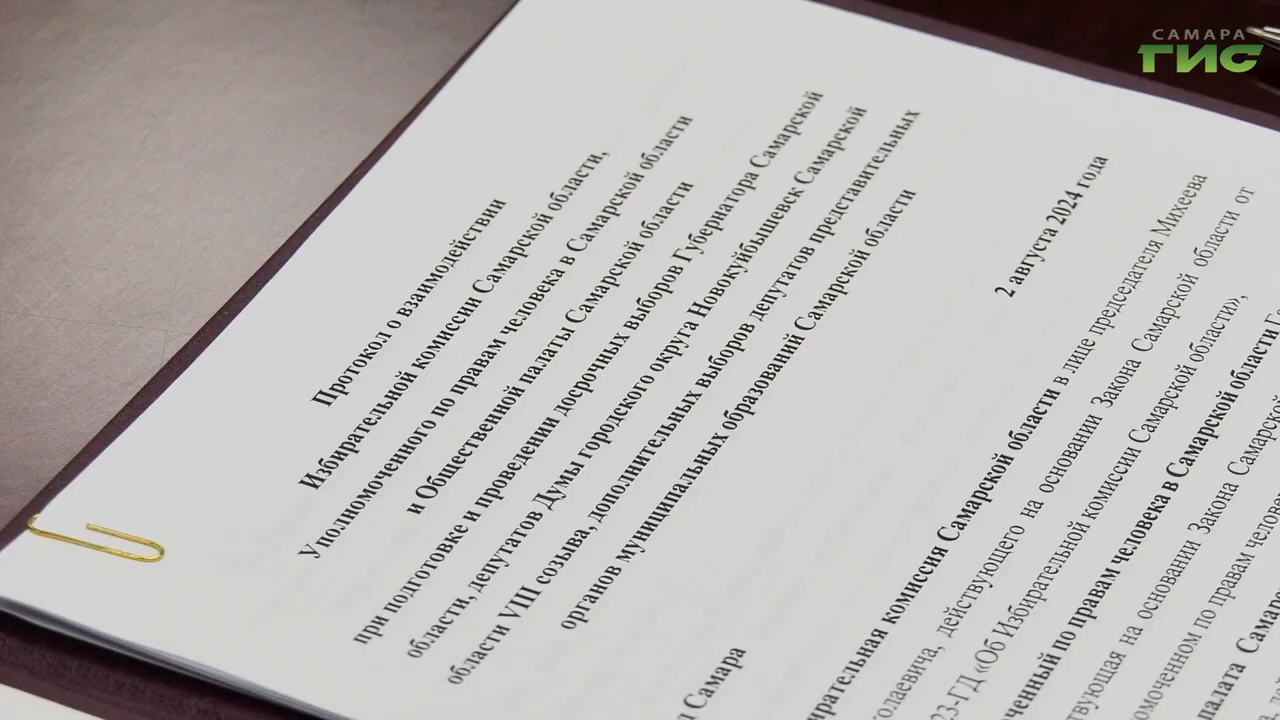 САМАРА
ГИС
Протокол о взаимодействии
Избирательной комиссии Самарской области,
Уполномоченного по правам человека в Самарской области
и Общественной палаты Самарской области
при подготовке и проведении досрочных выборов Губернатора Самарской
области, депутатов Думы городского округа Новокуйбышевск Самарской
области VIII созыва, дополнительных выборов депутатов представительных
органов муниципальных образований Самарской области
Самара
2 августа 2024 года
комиссия Самарской области в лице председателя Михеева
действующего на основании Закона Самарской области от
23-ГД «Об Избирательной комиссии Самарской области»,
по правам человека в Самарской области
на основании Закона Самарской
по правам
Палата